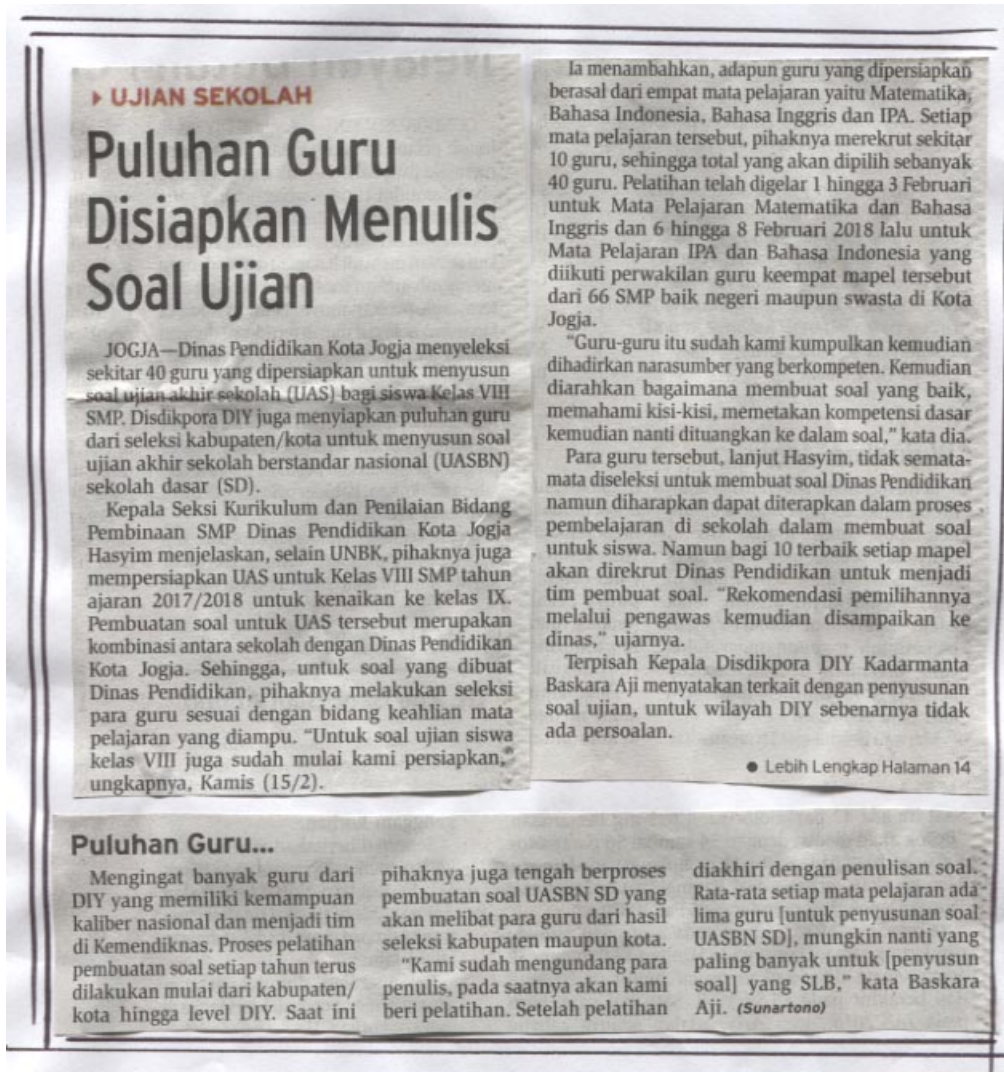 UJIAN SEKOLAH
Puluhan Guru
Disiapkan Menulis
Soal Ujian
JOGJA—Dinas Pendidikan Kota Jogja menyeleksi
sekitar 40 guru yang dipersiapkan untuk menyusun
soal ujian akhir sekolah (UAS) bagi siswa Kelas VIII
SMP. Disdikpora DIY juga menyiapkan puluhan guru
dari seleksi kabupaten/kota untuk menyusun soal
ujian akhir sekolah berstandar nasional (UASBN)
sekolah dasar (SD).
Kepala Seksi Kurikulum dan Penilaian Bidang
Pembinaan SMP Dinas Pendidikan Kota Jogja
Hasyim menjelaskan, selain UNBK, pihaknya juga
mempersiapkan UAS untuk Kelas VIII SMP tahun
ajaran 2017/2018 untuk kenaikan ke kelas IX.
Pembuatan soal untuk UAS tersebut merupakan
kombinasi antara sekolah dengan Dinas Pendidikan
Kota Jogja. Sehingga, untuk soal yang dibuat
Dinas Pendidikan, pihaknya melakukan seleksi
para guru sesuai dengan bidang keahlian mata
pelajaran yang diampu. “Untuk soal ujian siswa
kelas VIII juga sudah mulai kami persiapkan,”
ungkapnya, Kamis (15/2).
Ia menambahkan, adapun guru yang dipersiapkan
berasal dari empat mata pelajaran yaitu Matematika,
Bahasa Indonesia, Bahasa Inggris dan IPA. Setiap
mata pelajaran tersebut, pihaknya merekrut sekitar
10 guru, sehingga total yang akan dipilih sebanyak
40 guru. Pelatihan telah digelar 1 hingga 3 Februari
untuk Mata Pelajaran Matematika dan Bahasa
Inggris dan 6 hingga 8 Februari 2018 lalu untuk
Mata Pelajaran IPA dan Bahasa Indonesia yang
diikuti perwakilan guru keempat mapel tersebut
dari 66 SMP baik negeri maupun swasta di Kota
Jogja.
“Guru-guru itu sudah kami kumpulkan kemudian
dihadirkan narasumber yang berkompeten. Kemudian
diarahkan bagaimana membuat soal yang baik,
memahami kisi-kisi, memetakan kompetensi dasar
kemudian nanti dituangkan ke dalam soal,” kata dia.
Para guru tersebut, lanjut Hasyim, tidak semata-
mata diseleksi untuk membuat soal Dinas Pendidikan
namun diharapkan dapat diterapkan dalam proses
pembelajaran di sekolah dalam membuat soal
untuk siswa. Namun bagi 10 terbaik setiap mapel
akan direkrut Dinas Pendidikan untuk menjadi
tim pembuat soal. “Rekomendasi pemilihannya
melalui pengawas kemudian disampaikan ke
dinas,” ujarnya.
Terpisah Kepala Disdikpora DIY Kadarmanta
Baskara Aji menyatakan terkait dengan penyusunan
soal ujian, untuk wilayah DIY sebenarnya tidak
ada persoalan.
● Lebih Lengkap Halaman 14
Puluhan Guru...
Mengingat banyak guru dari
DIY yang memiliki kemampuan
kaliber nasional dan menjadi tim
di Kemendiknas. Proses pelatihan
pembuatan soal setiap tahun terus
dilakukan mulai dari kabupaten/
kota hingga level DIY. Saat ini
pihaknya juga tengah berproses
pembuatan soal UASBN SD yang
akan melibat para guru dari hasil
seleksi kabupaten maupun kota.
“Kami sudah mengundang para
penulis, pada saatnya akan kami
beri pelatihan. Setelah pelatihan
diakhiri dengan penulisan soal.
Rata-rata setiap mata pelajaran ada
lima guru [untuk penyusunan soal
UASBN SD], mungkin nanti yang
paling banyak untuk [penyusun
soal] yang SLB,” kata Baskara
Aji. (Sunartono)